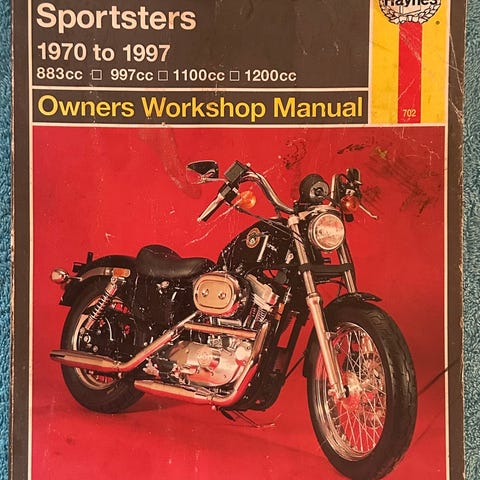 Haynes
Sportsters
1970 to 1997
883cc □ 997cc □ 1100cc □ 1200cc
Owners Workshop Manual
702